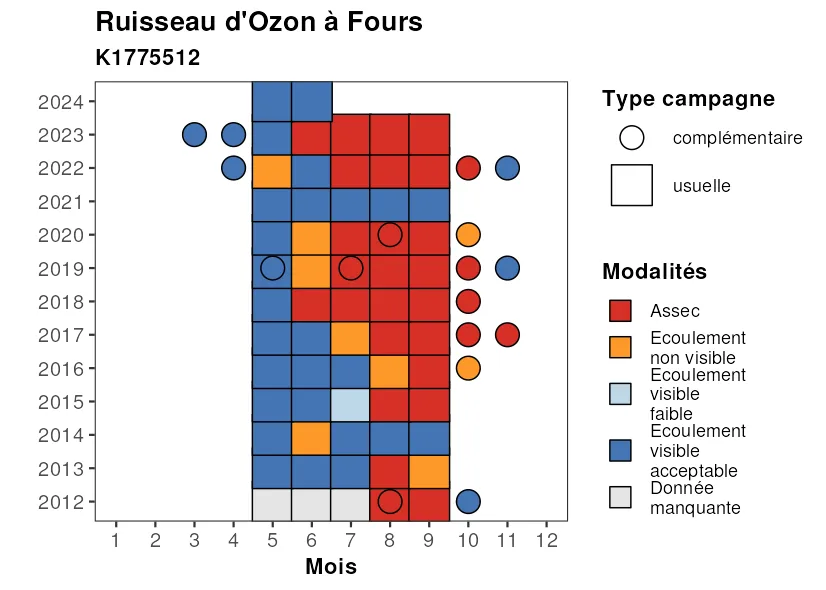 Ruisseau d'Ozon à Fours
K1775512
2024
2023
2022
2021
2020
2019
2018
2017
2016
2015
2014
2013
2012
1 2 3 4 5 6 7 8 9 10 11 12
Mois
Type campagne
complémentaire
usuelle
Modalités
Assec
Ecoulement
non visible
Ecoulement
visible
faible
Ecoulement
visible
acceptable
Donnée
manquante